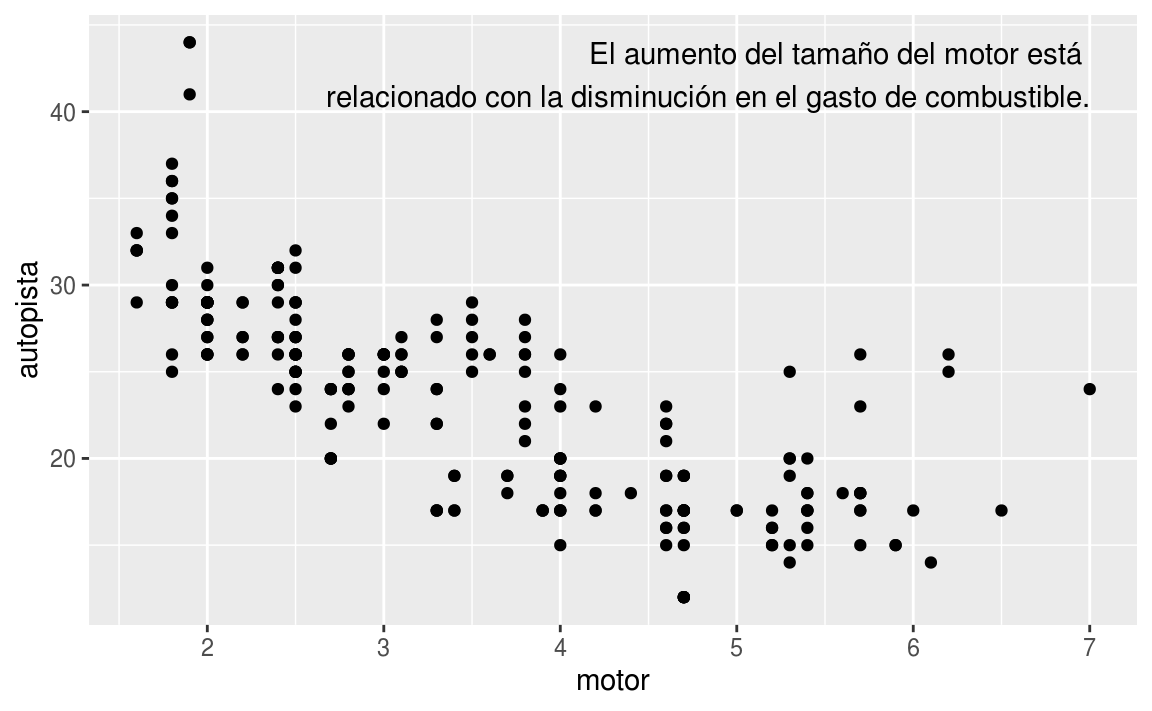 El aumento del tamaño del motor está
relacionado con la disminución en el gasto de combustible.
40
30
20
autopista
2 3 4 5 6 7
motor